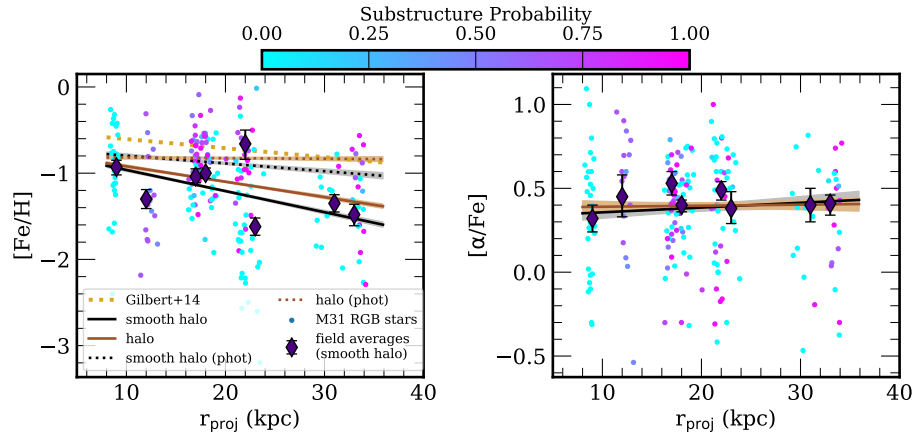 Substructure Probability
0.00 0.25 0.50 0.75 1.00
0
−1
−2
−3
[Fe/H]
Gilbert+14
smooth halo
halo
smooth halo (phot)
halo (phot)
M31 RGB stars
field averages
(smooth halo)
10 20 30 40
r_proj (kpc)
1.0
0.5
0.0
−0.5
[α/Fe]
10 20 30 40
r_proj (kpc)